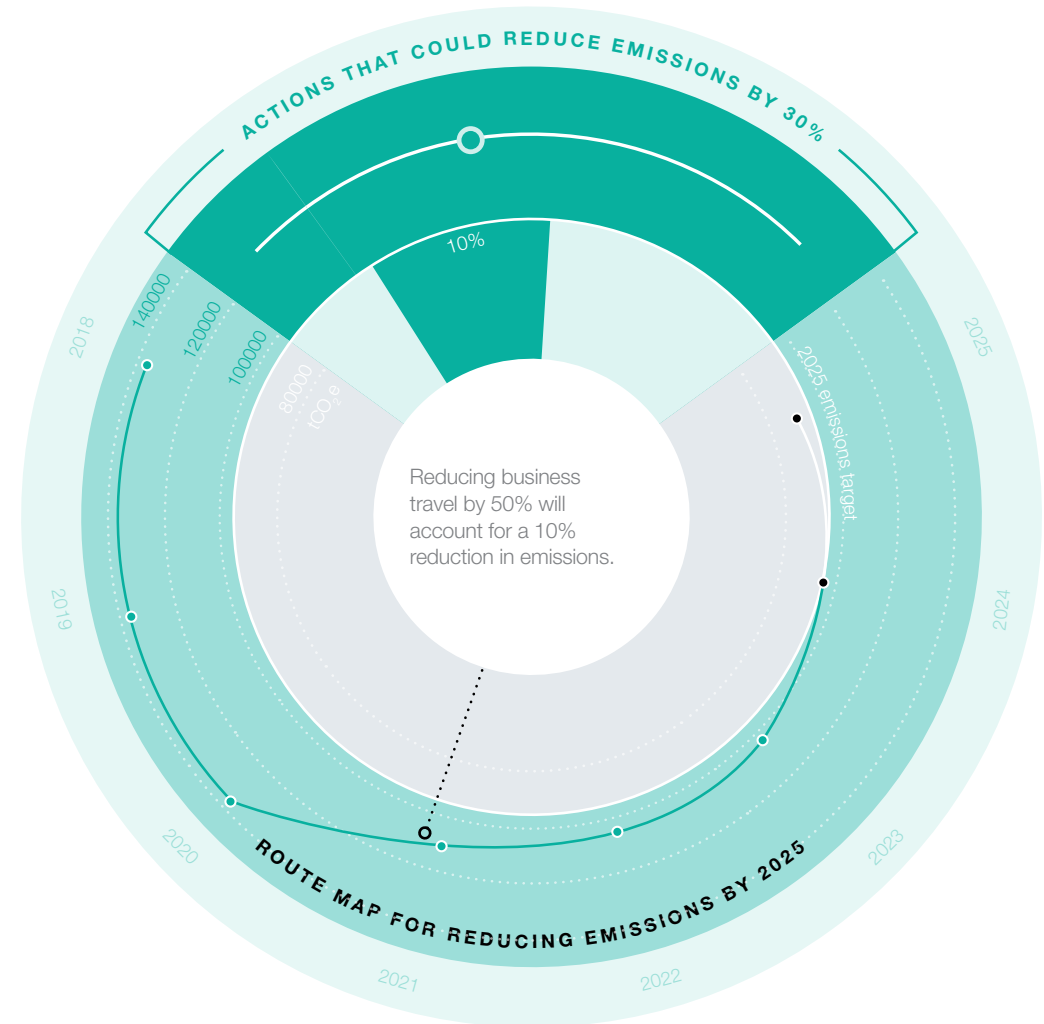 ACTIONS THAT COULD REDUCE EMISSIONS BY 30%
10%
140000
120000
100000
80000
tCO₂e
2025 emissions target
2018
2019
2020
2021
2022
2023
2024
2025
Reducing business
travel by 50% will
account for a 10%
reduction in emissions.
ROUTE MAP FOR REDUCING EMISSIONS BY 2025